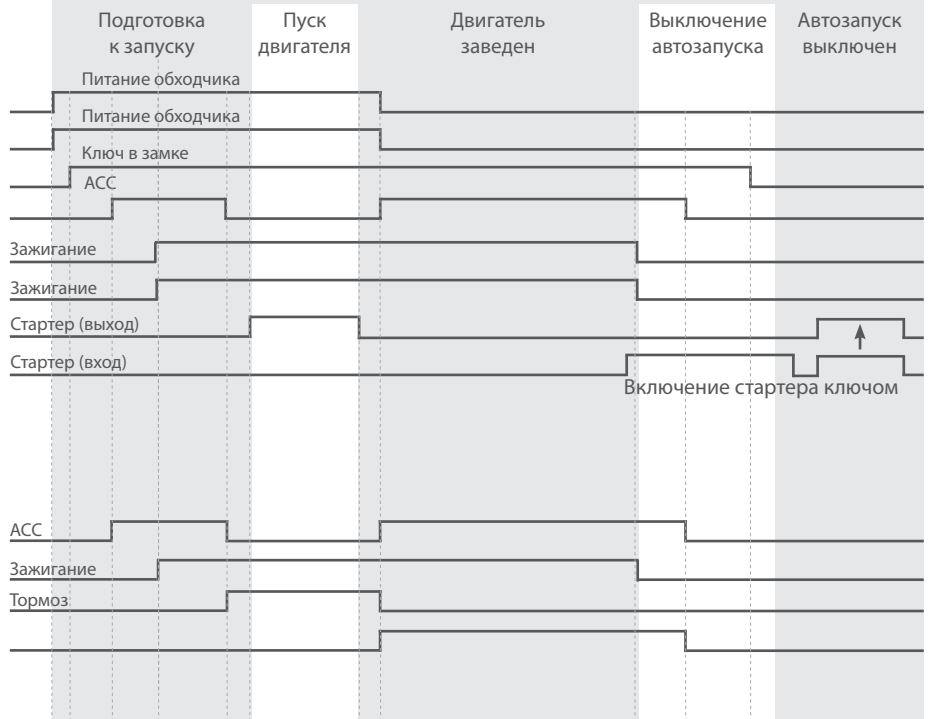 Подготовка
к запуску
Пуск
двигателя
Двигатель
заведен
Выключение
автозапуска
Автозапуск
выключен
Питание обходчика
Питание обходчика
Ключ в замке
ACC
Зажигание
Зажигание
Стартер (выход)
Стартер (вход)
Включение стартера ключом
ACC
Зажигание
Тормоз